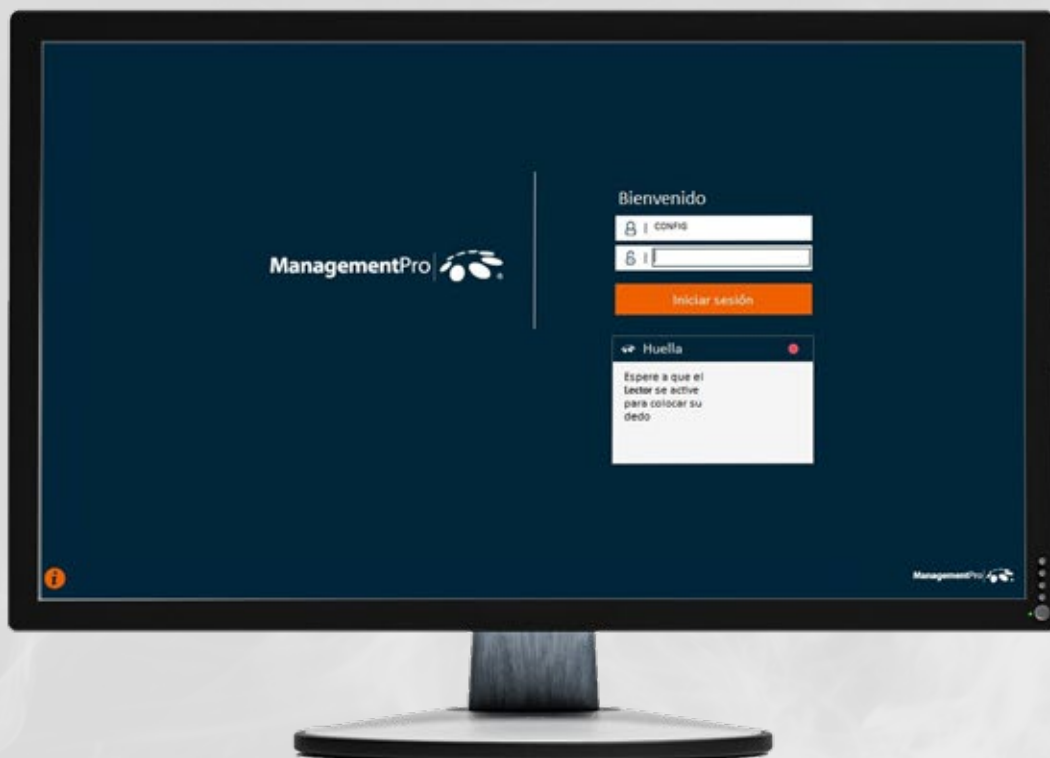 ManagementPro
Bienvenido
CONFIG
Iniciar sesión
Huella
Espere a que el
Lector se active
para colocar su
dedo
i
ManagementPro